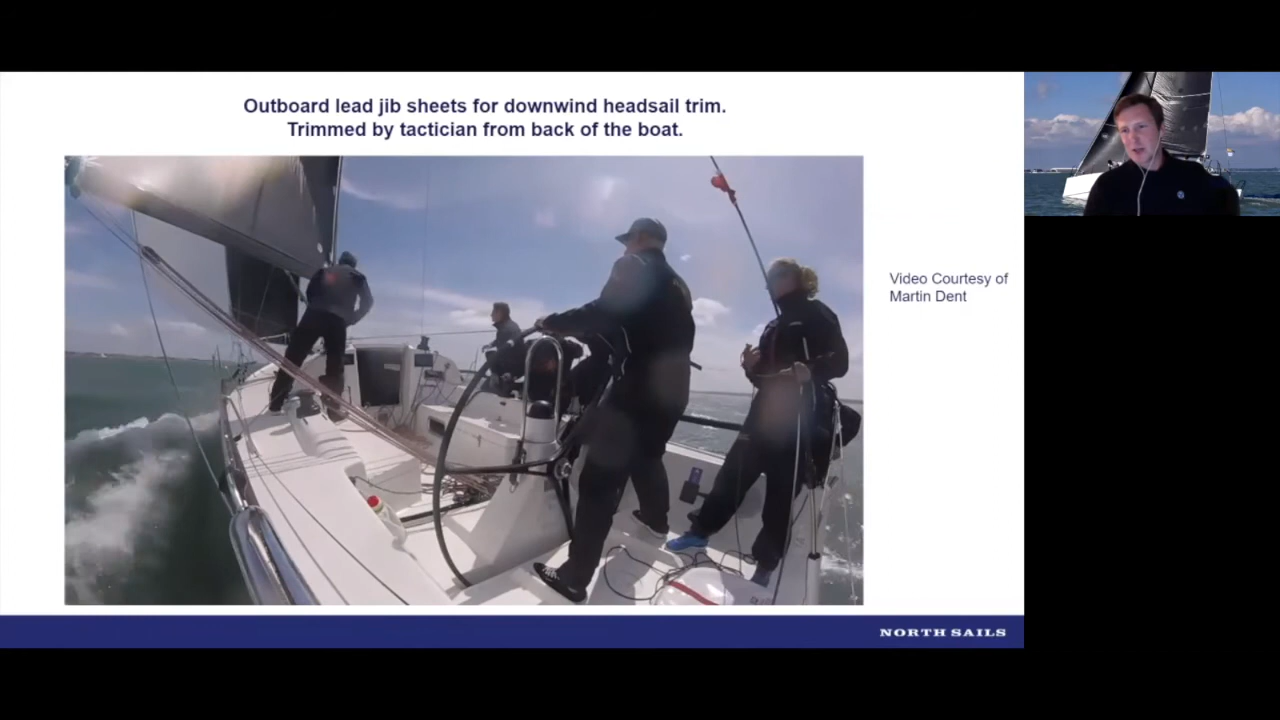 Outboard lead jib sheets for downwind headsail trim.
Trimmed by tactician from back of the boat.
Video Courtesy of
Martin Dent
NORTH SAILS